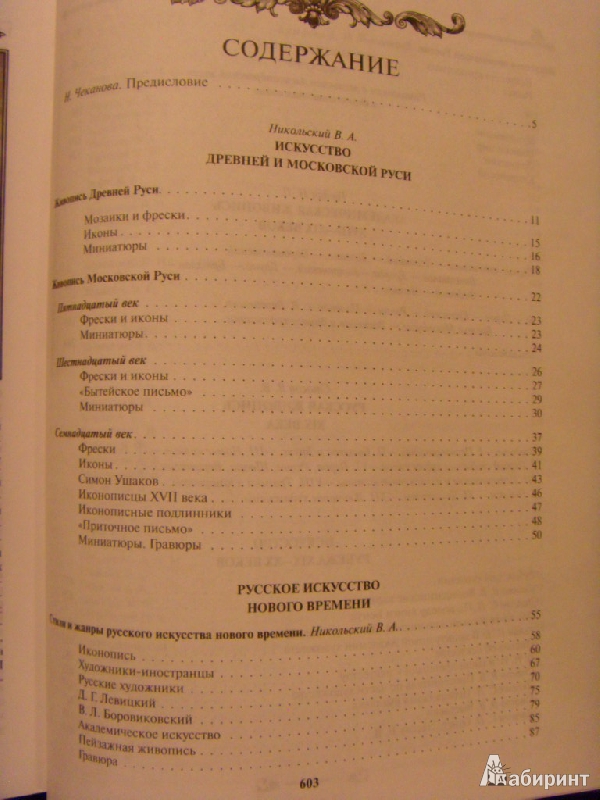 СОДЕРЖАНИЕ
Н. Чеканова. Предисловие 5
Никольский В. А.
ИСКУССТВО
ДРЕВНЕЙ И МОСКОВСКОЙ РУСИ
Живопись Древней Руси 11
Мозаики и фрески 15
Иконы 16
Миниатюры 18
Живопись Московской Руси 22
Пятнадцатый век 23
Фрески и иконы 23
Миниатюры 24
Шестнадцатый век 26
Фрески и иконы 27
«Бытейское письмо» 29
Миниатюры 30
Семнадцатый век 37
Фрески 39
Иконы 41
Симон Ушаков 43
Иконописцы XVII века 46
Иконописные подлинники 47
«Приточное письмо» 48
Миниатюры. Гравюры 50
РУССКОЕ ИСКУССТВО
НОВОГО ВРЕМЕНИ
Стили и жанры русского искусства нового времени. Никольский В. А. 55
Иконопись 58
Художники-иностранцы 60
Русские художники 67
Д. Г. Левицкий 70
В. Л. Боровиковский 75
Академическое искусство 79
Пейзажная живопись 85
Гравюра 87
603
Лабиринт